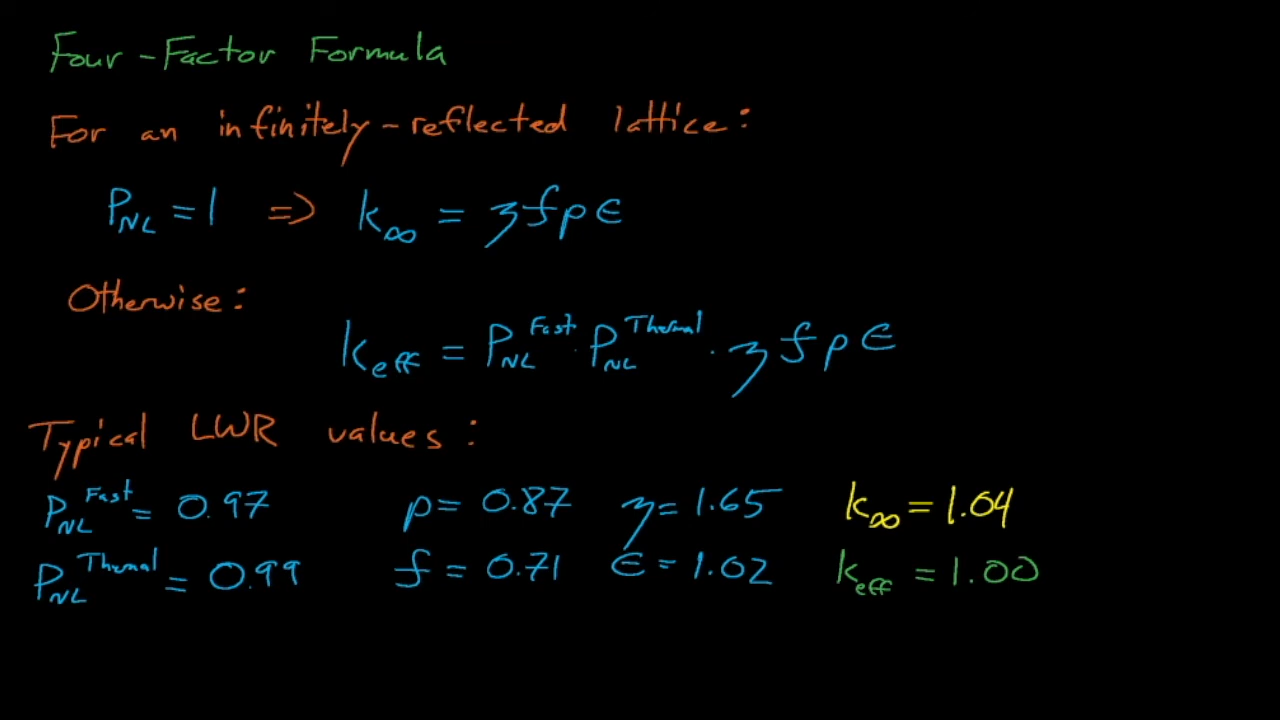 Four-Factor Formula
For an infinitely-reflected lattice:
P_NL = 1 ⇒ k_∞ = η f p ε
Otherwise:
k_eff = P_NL^Fast · P_NL^Thermal · η f p ε
Typical LWR values:
P_NL^Fast = 0.97 p = 0.87 η = 1.65 k_∞ = 1.04
P_NL^Thermal = 0.99 f = 0.71 ε = 1.02 k_eff = 1.00